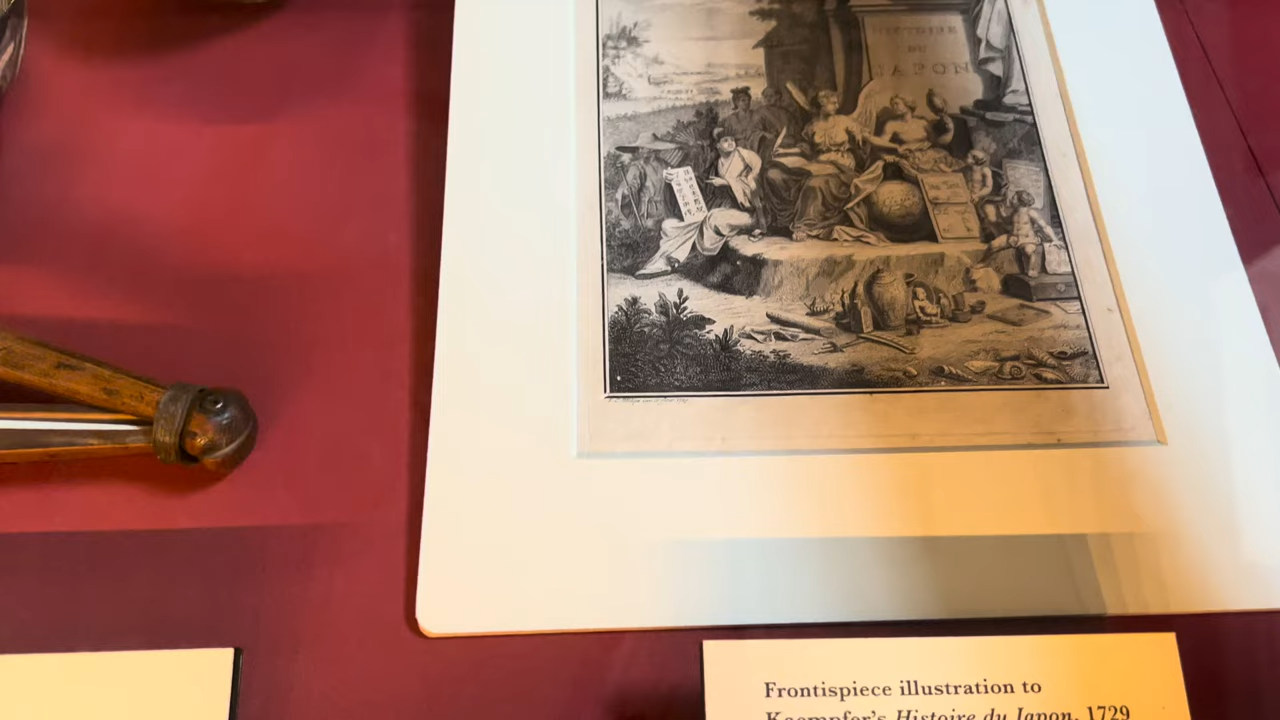 HISTOIRE
DU
JAPON
Frontispiece illustration to
Kaempfer's Histoire du Japon, 1729